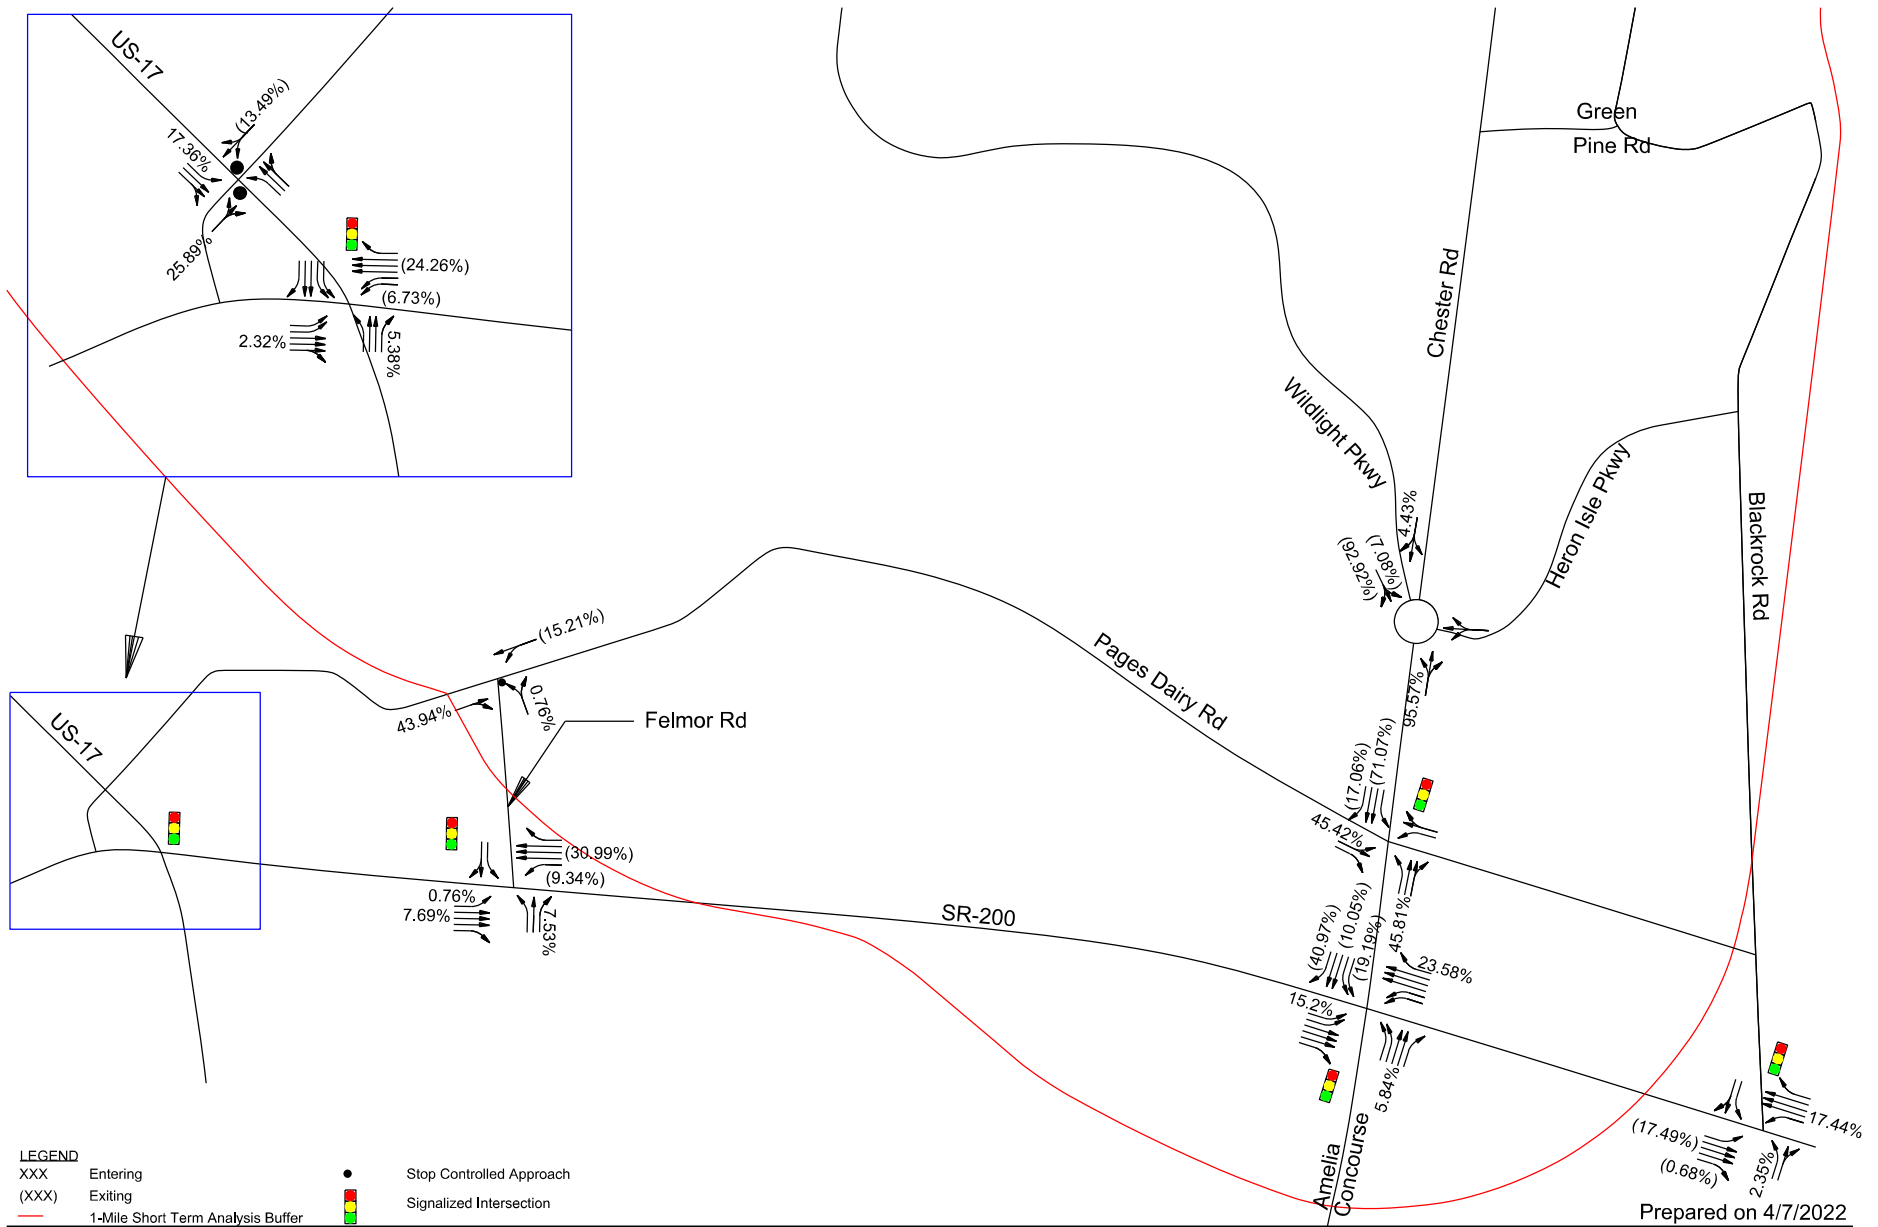 US-17
(13.49%)
17.36%
25.89%
(24.26%)
(6.73%)
2.32%
5.38%
Green
Pine Rd
Chester Rd
Wildlight Pkwy
Heron Isle Pkwy
Blackrock Rd
4.43%
(7.08%)
(92.92%)
95.57%
Pages Dairy Rd
(15.21%)
43.94%
0.76%
Felmor Rd
US-17
(17.06%)
(71.07%)
45.42%
(30.99%)
(9.34%)
0.76%
7.69%
7.53%
SR-200
(40.97%)
(10.05%)
(19.19%)
45.81%
23.58%
15.2%
5.84%
Amelia
Concourse
17.44%
(17.49%)
(0.68%)
2.35%
LEGEND
XXX Entering
(XXX) Exiting
1-Mile Short Term Analysis Buffer
Stop Controlled Approach
Signalized Intersection
Prepared on 4/7/2022